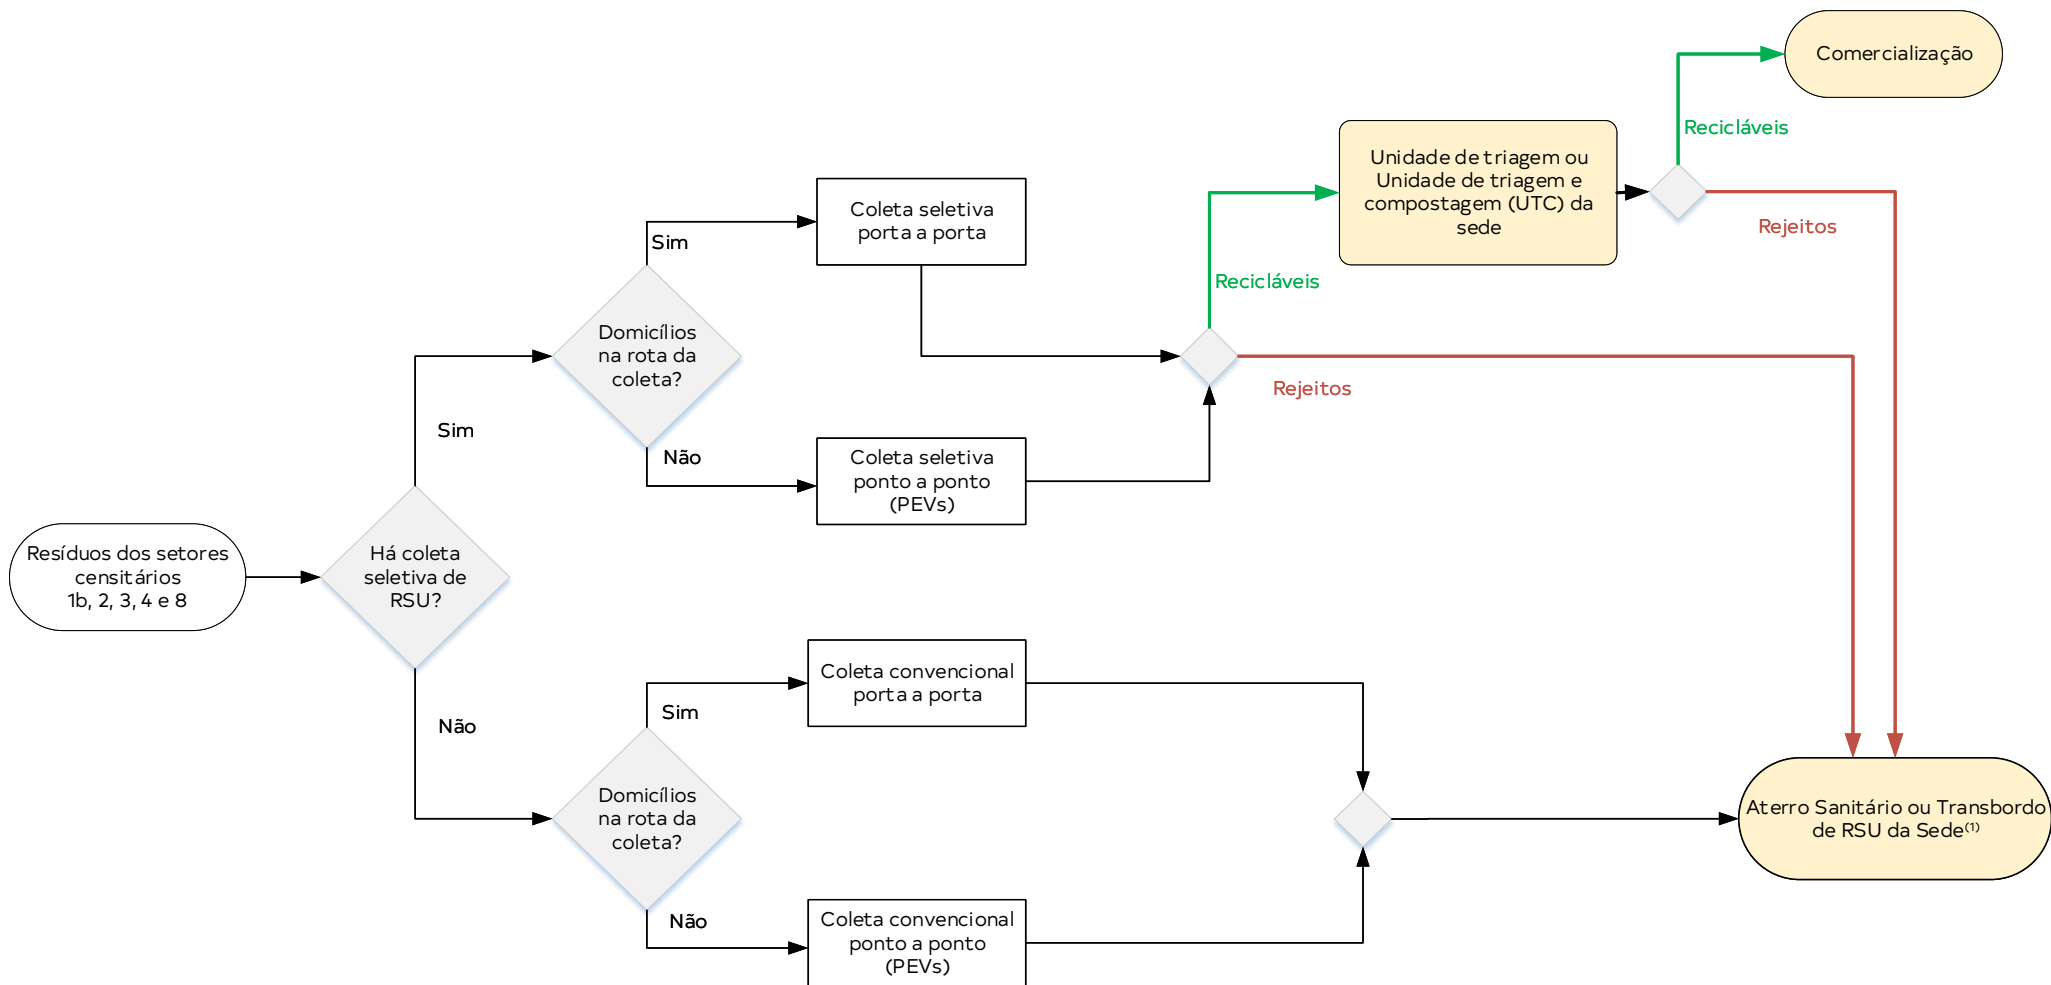 Comercialização
Recicláveis
Unidade de triagem ou
Unidade de triagem e
compostagem (UTC) da
sede
Rejeitos
Coleta seletiva
porta a porta
Sim
Recicláveis
Domicílios
na rota da
coleta?
Rejeitos
Sim
Não
Coleta seletiva
ponto a ponto
(PEVs)
Resíduos dos setores
censitários
1b, 2, 3, 4 e 8
Há coleta
seletiva de
RSU?
Coleta convencional
porta a porta
Sim
Não
Domicílios
na rota da
coleta?
Aterro Sanitário ou Transbordo
de RSU da Sede⁽¹⁾
Não
Coleta convencional
ponto a ponto
(PEVs)